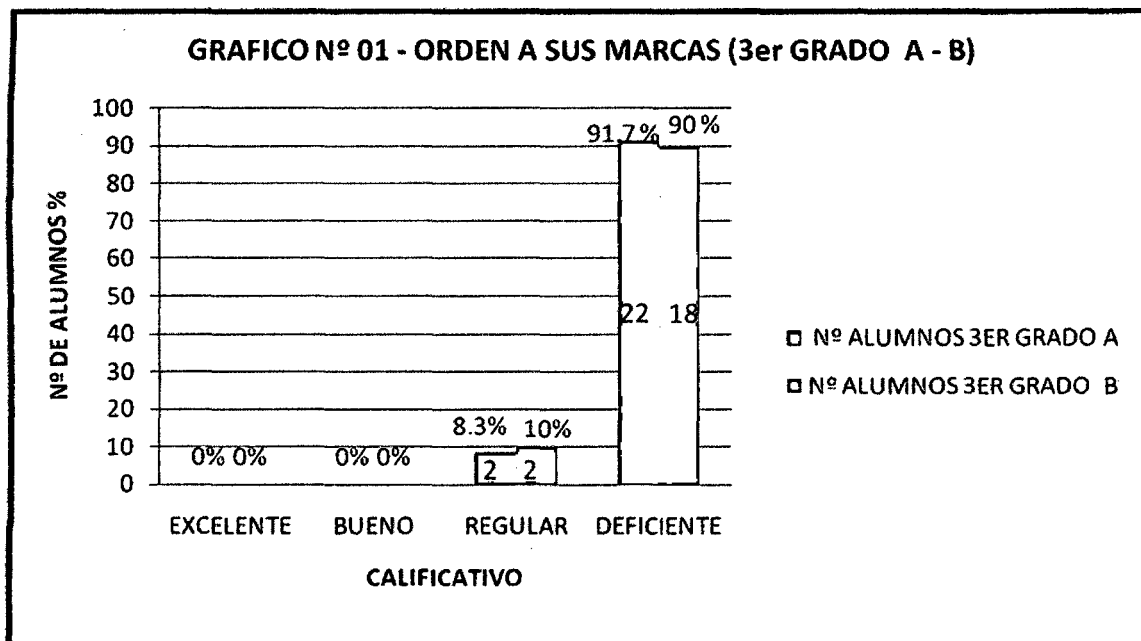 GRAFICO Nº 01 - ORDEN A SUS MARCAS (3er GRADO A - B)
Nº DE ALUMNOS %
100
90
80
70
60
50
40
30
20
10
0
0% 0%
0% 0%
8.3% 10%
2 2
91.7% 90%
22 18
EXCELENTE BUENO REGULAR DEFICIENTE
CALIFICATIVO
Nº ALUMNOS 3ER GRADO A
Nº ALUMNOS 3ER GRADO B